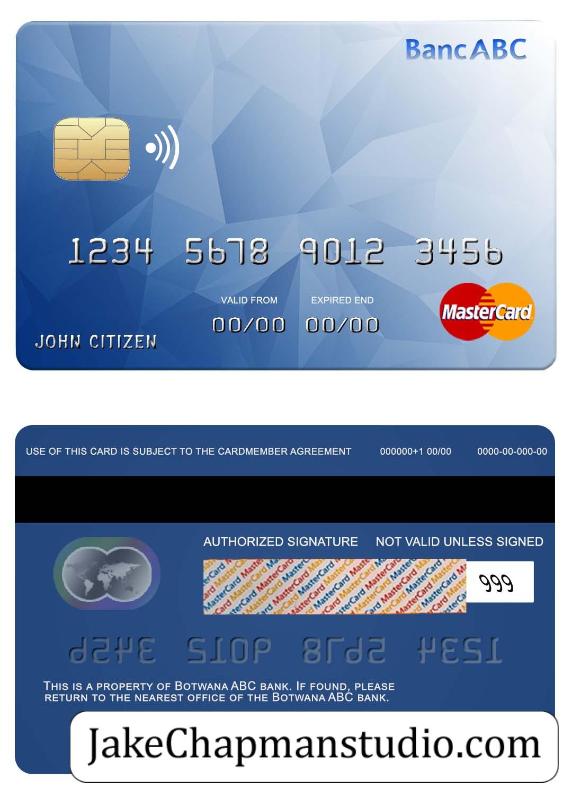 BancABC
1234 5678 9012 3456
VALID FROM EXPIRED END
00/00 00/00
MasterCard
JOHN CITIZEN
USE OF THIS CARD IS SUBJECT TO THE CARDMEMBER AGREEMENT 000000+1 00/00 0000-00-000-00
AUTHORIZED SIGNATURE NOT VALID UNLESS SIGNED
MasterCard MasterCard MasterCard
999
THIS IS A PROPERTY OF BOTWANA ABC BANK. IF FOUND, PLEASE
RETURN TO THE NEAREST OFFICE OF THE BOTWANA ABC BANK.
JakeChapmanstudio.com